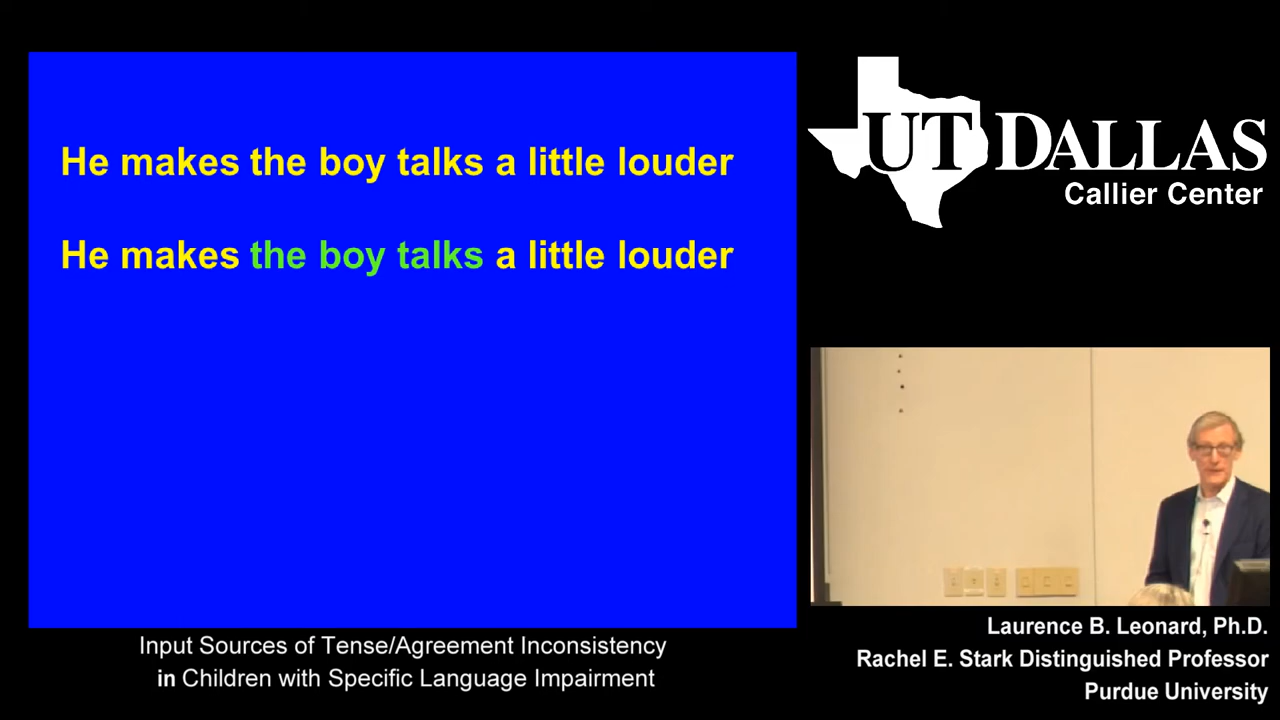 He makes the boy talks a little louder
He makes the boy talks a little louder
UT DALLAS
Callier Center
Input Sources of Tense/Agreement Inconsistency
in Children with Specific Language Impairment
Laurence B. Leonard, Ph.D.
Rachel E. Stark Distinguished Professor
Purdue University